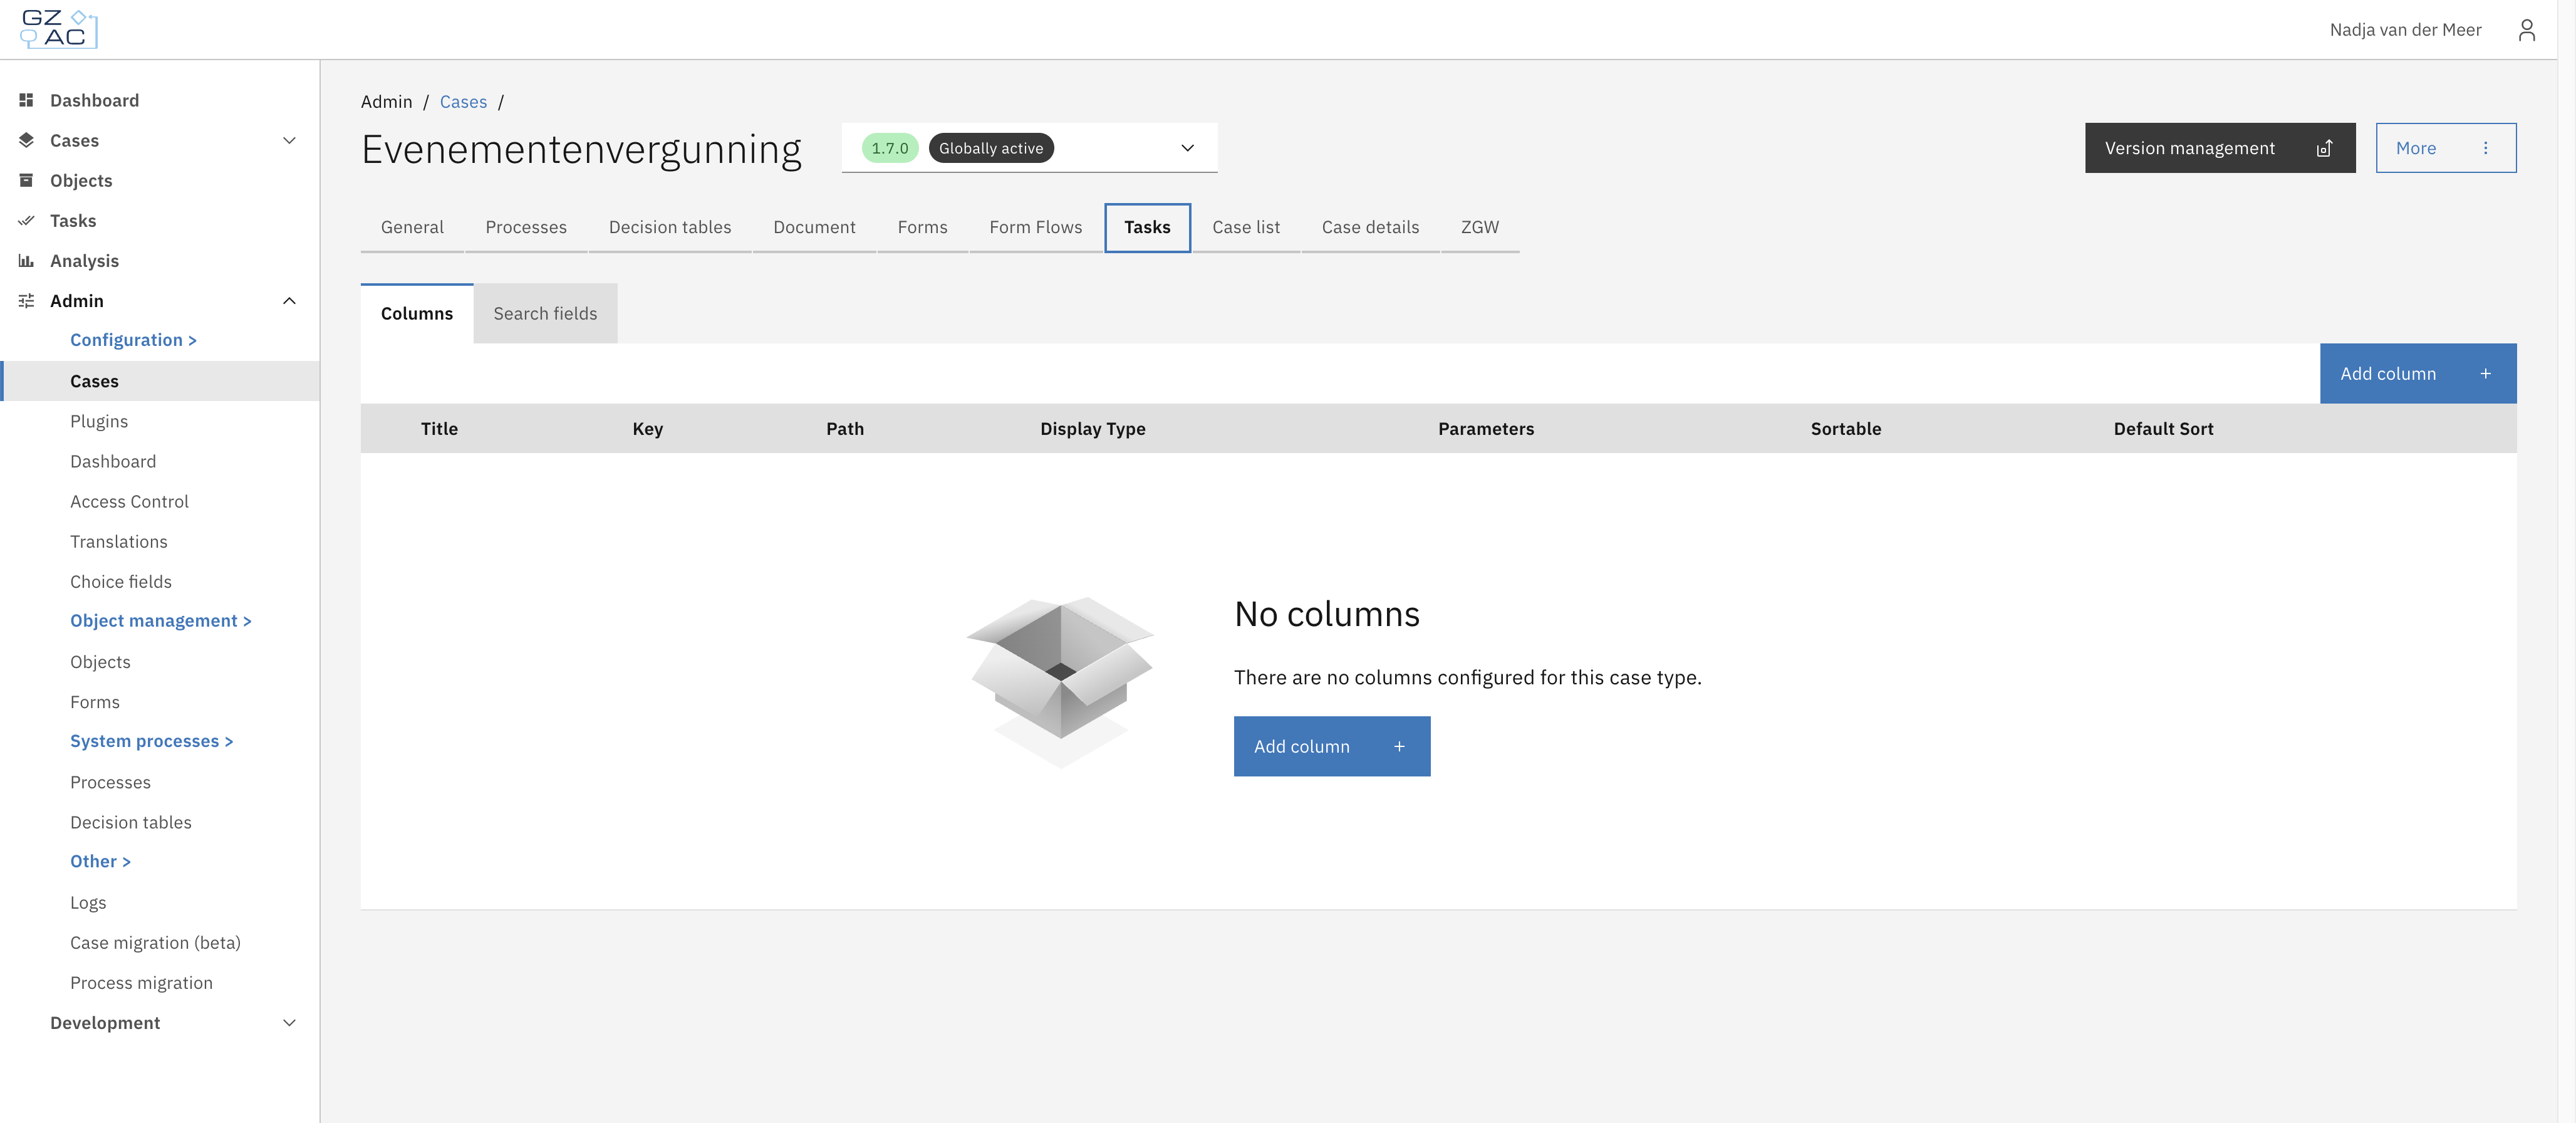 GZ
AC
Nadja van der Meer
Dashboard
Cases
Objects
Tasks
Analysis
Admin
Configuration >
Cases
Plugins
Dashboard
Access Control
Translations
Choice fields
Object management >
Objects
Forms
System processes >
Processes
Decision tables
Other >
Logs
Case migration (beta)
Process migration
Development
Admin / Cases /
Evenementenvergunning 1.7.0 Globally active Version management More
General Processes Decision tables Document Forms Form Flows Tasks Case list Case details ZGW
Columns Search fields
Add column +
Title Key Path Display Type Parameters Sortable Default Sort
No columns
There are no columns configured for this case type.
Add column +